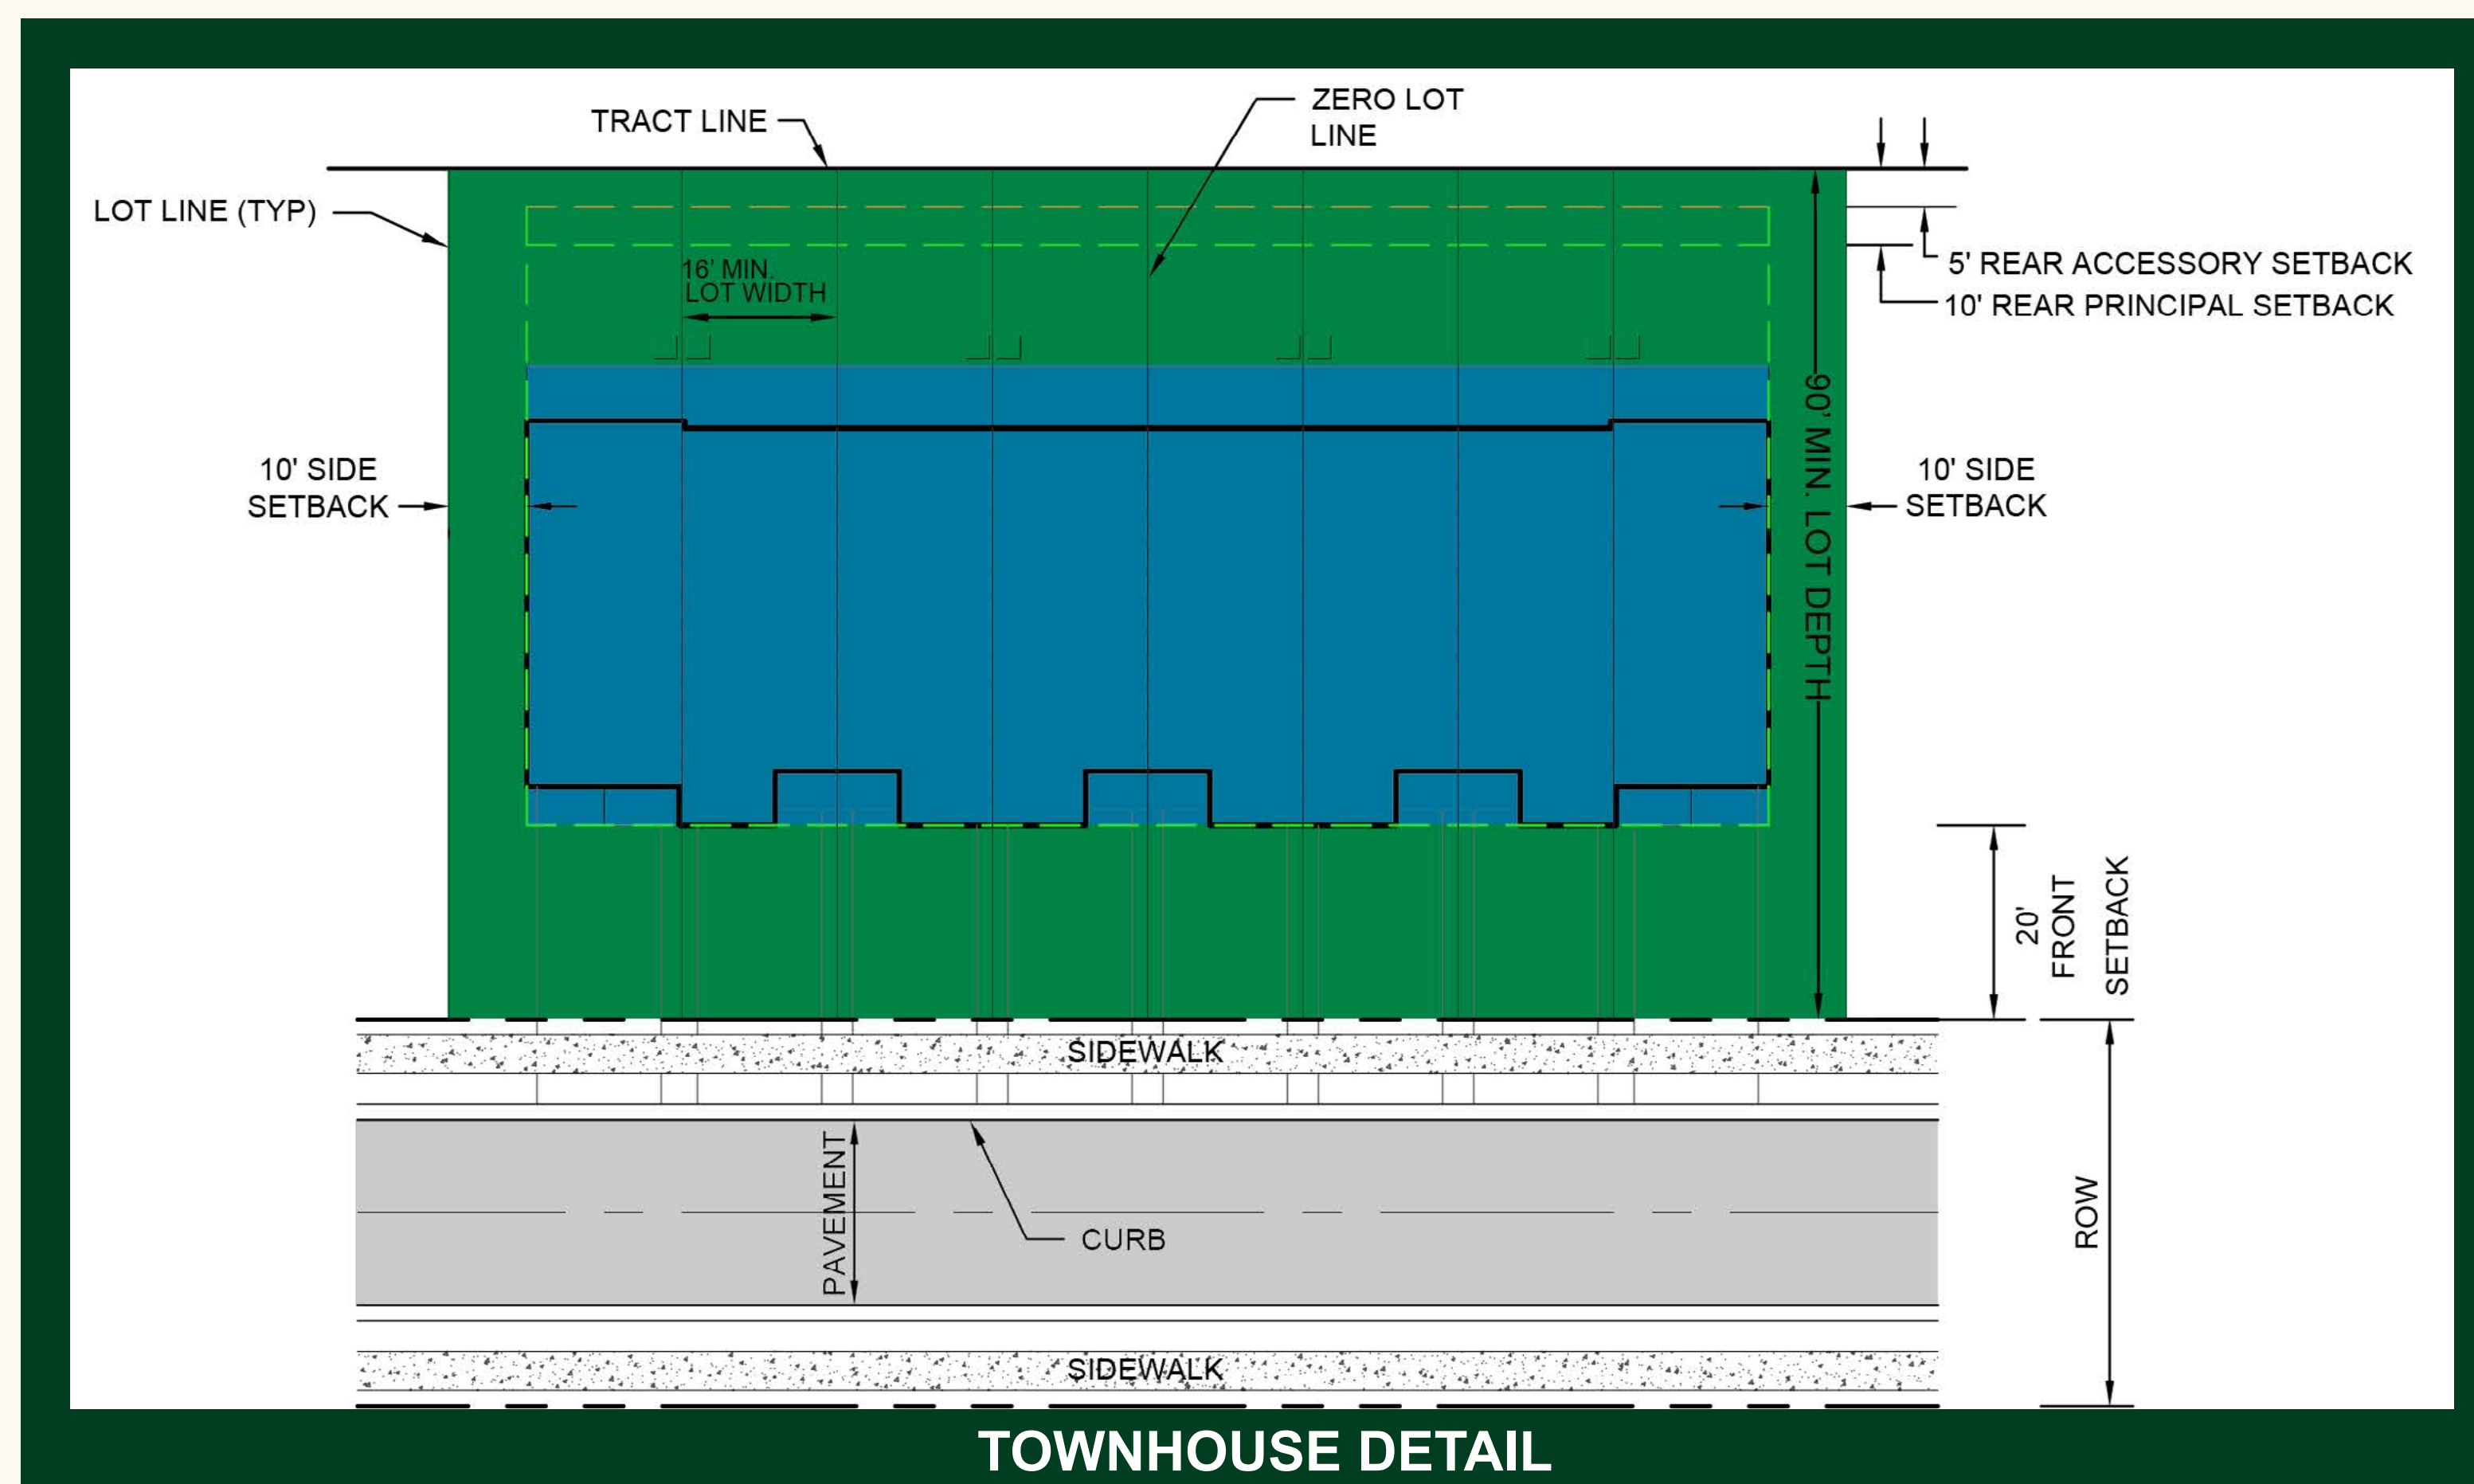 TRACT LINE
ZERO LOT
LINE
LOT LINE (TYP)
16' MIN.
LOT WIDTH
5' REAR ACCESSORY SETBACK
10' REAR PRINCIPAL SETBACK
90' MIN. LOT DEPTH
10' SIDE
SETBACK
10' SIDE
SETBACK
20'
FRONT
SETBACK
SIDEWALK
PAVEMENT
CURB
ROW
SIDEWALK
TOWNHOUSE DETAIL